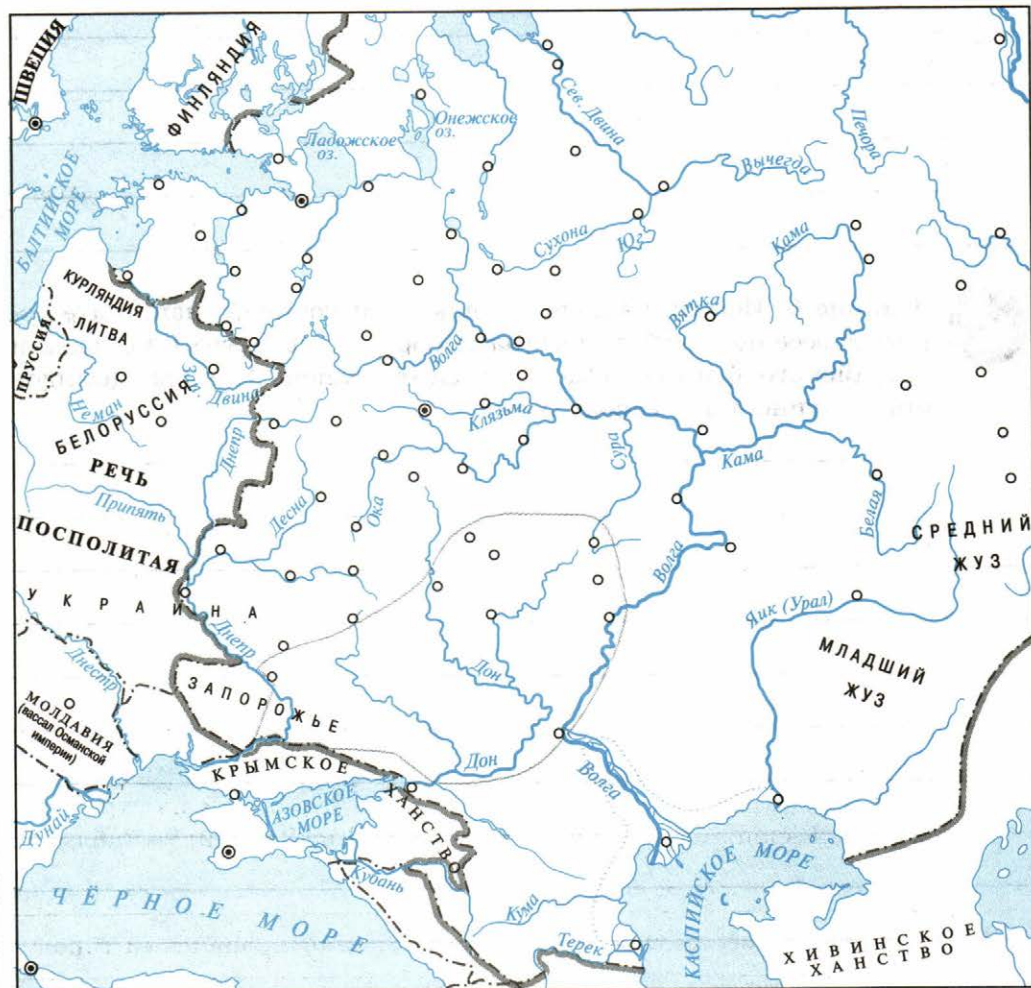 ШВЕЦИЯ
ФИНЛЯНДИЯ
Ладожское
оз.
Онежское
оз.
Сев. Двина
Печора
Вычегда
БАЛТИЙСКОЕ
МОРЕ
Сухона
Юг
Кама
КУРЛЯНДИЯ
ЛИТВА
(ПРУССИЯ)
Неман
Зап.
Двина
БЕЛОРУССИЯ
Волга
Вятка
Клязьма
Днепр
РЕЧЬ
Ока
Сура
Кама
Белая
Припять
Десна
ПОСПОЛИТАЯ
Волга
СРЕДНИЙ
ЖУЗ
УКРАИНА
Яик (Урал)
Днепр
Днестр
МЛАДШИЙ
ЖУЗ
ЗАПОРОЖЬЕ
Дон
МОЛДАВИЯ
(вассал Османской
империи)
Дон
КРЫМСКОЕ
ХАНСТВО
Волга
Дунай
АЗОВСКОЕ
МОРЕ
Кубань
ЧЁРНОЕ МОРЕ
Кума
Терек
КАСПИЙСКОЕ МОРЕ
ХИВИНСКОЕ
ХАНСТВО